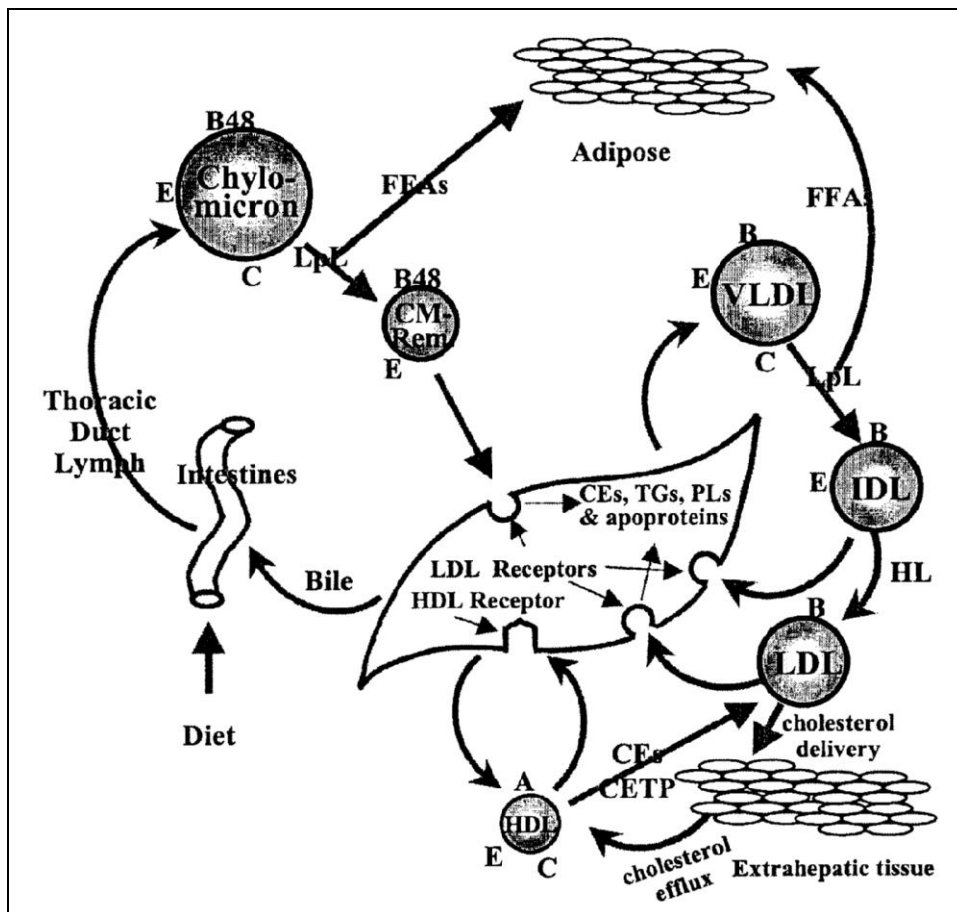 B48
Chylo-
micron
E
C
FFAs
LpL
Adipose
FFAs
B48
CM-
Rem.
E
B
E
VLDL
C
LpL
B
E
IDL
HL
Thoracic
Duct
Lymph
Intestines
CEs, TGs, PLs
& apoproteins
LDL Receptors
HDL Receptor
Bile
B
LDL
Diet
cholesterol
delivery
CEs
CETP
A
HDL
E
C
cholesterol
efflux
Extrahepatic tissue